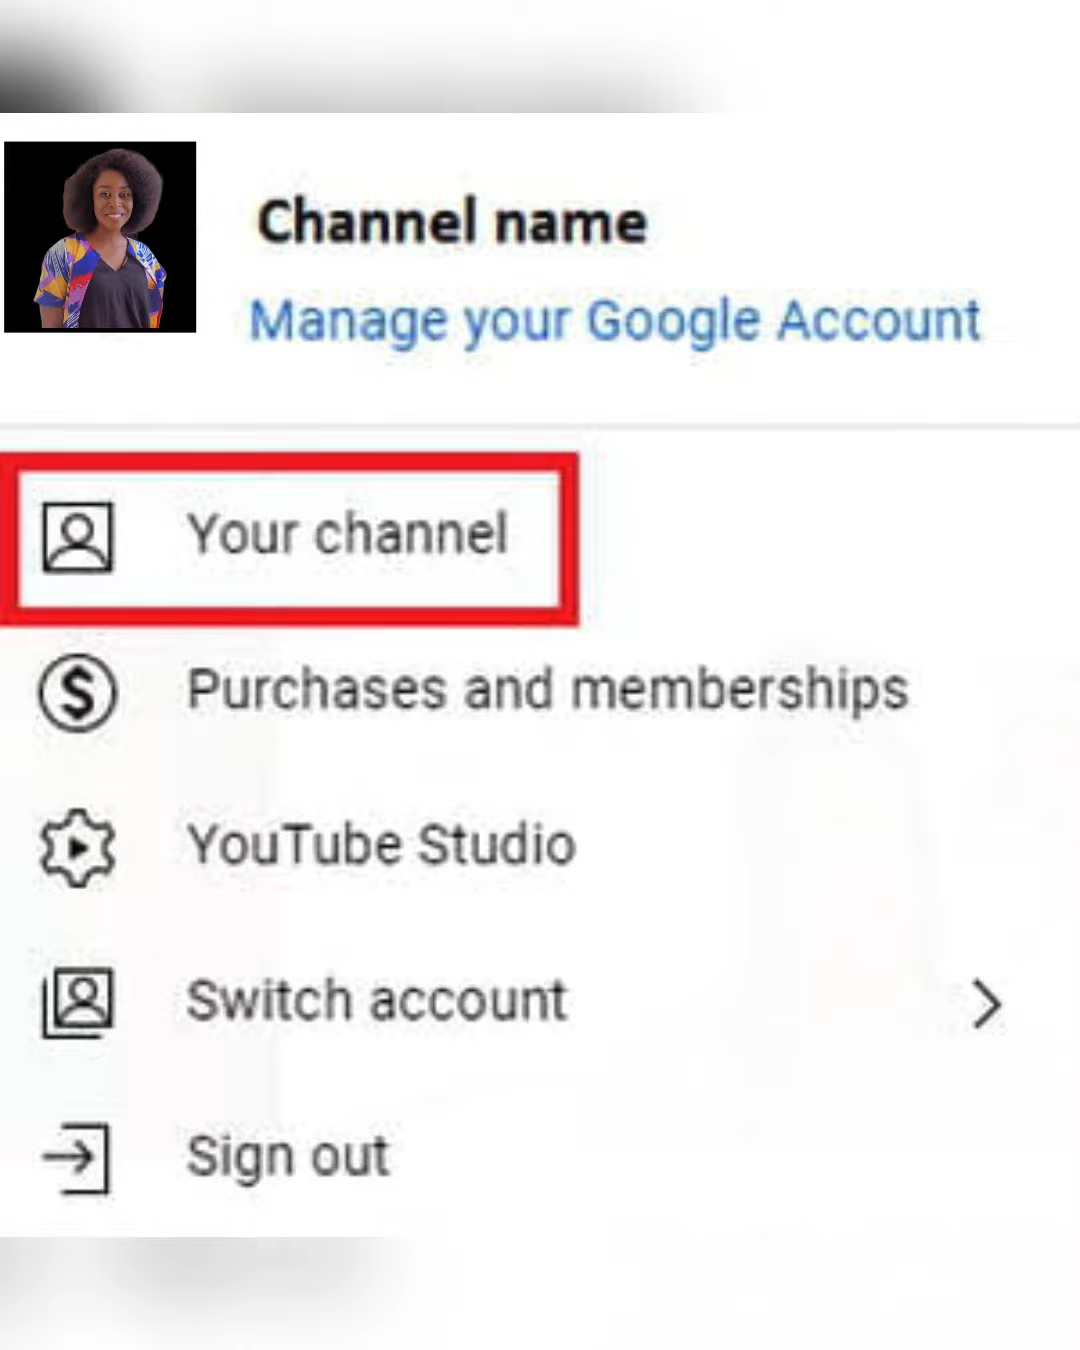 Channel name
Manage your Google Account
Your channel
Purchases and memberships
YouTube Studio
Switch account
Sign out